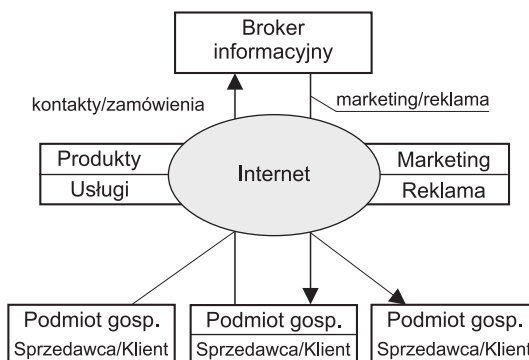 Broker
informacyjny
kontakty/zamówienia
marketing/reklama
Produkty
Usługi
Internet
Marketing
Reklama
Podmiot gosp.
Sprzedawca/Klient
Podmiot gosp.
Sprzedawca/Klient
Podmiot gosp.
Sprzedawca/Klient